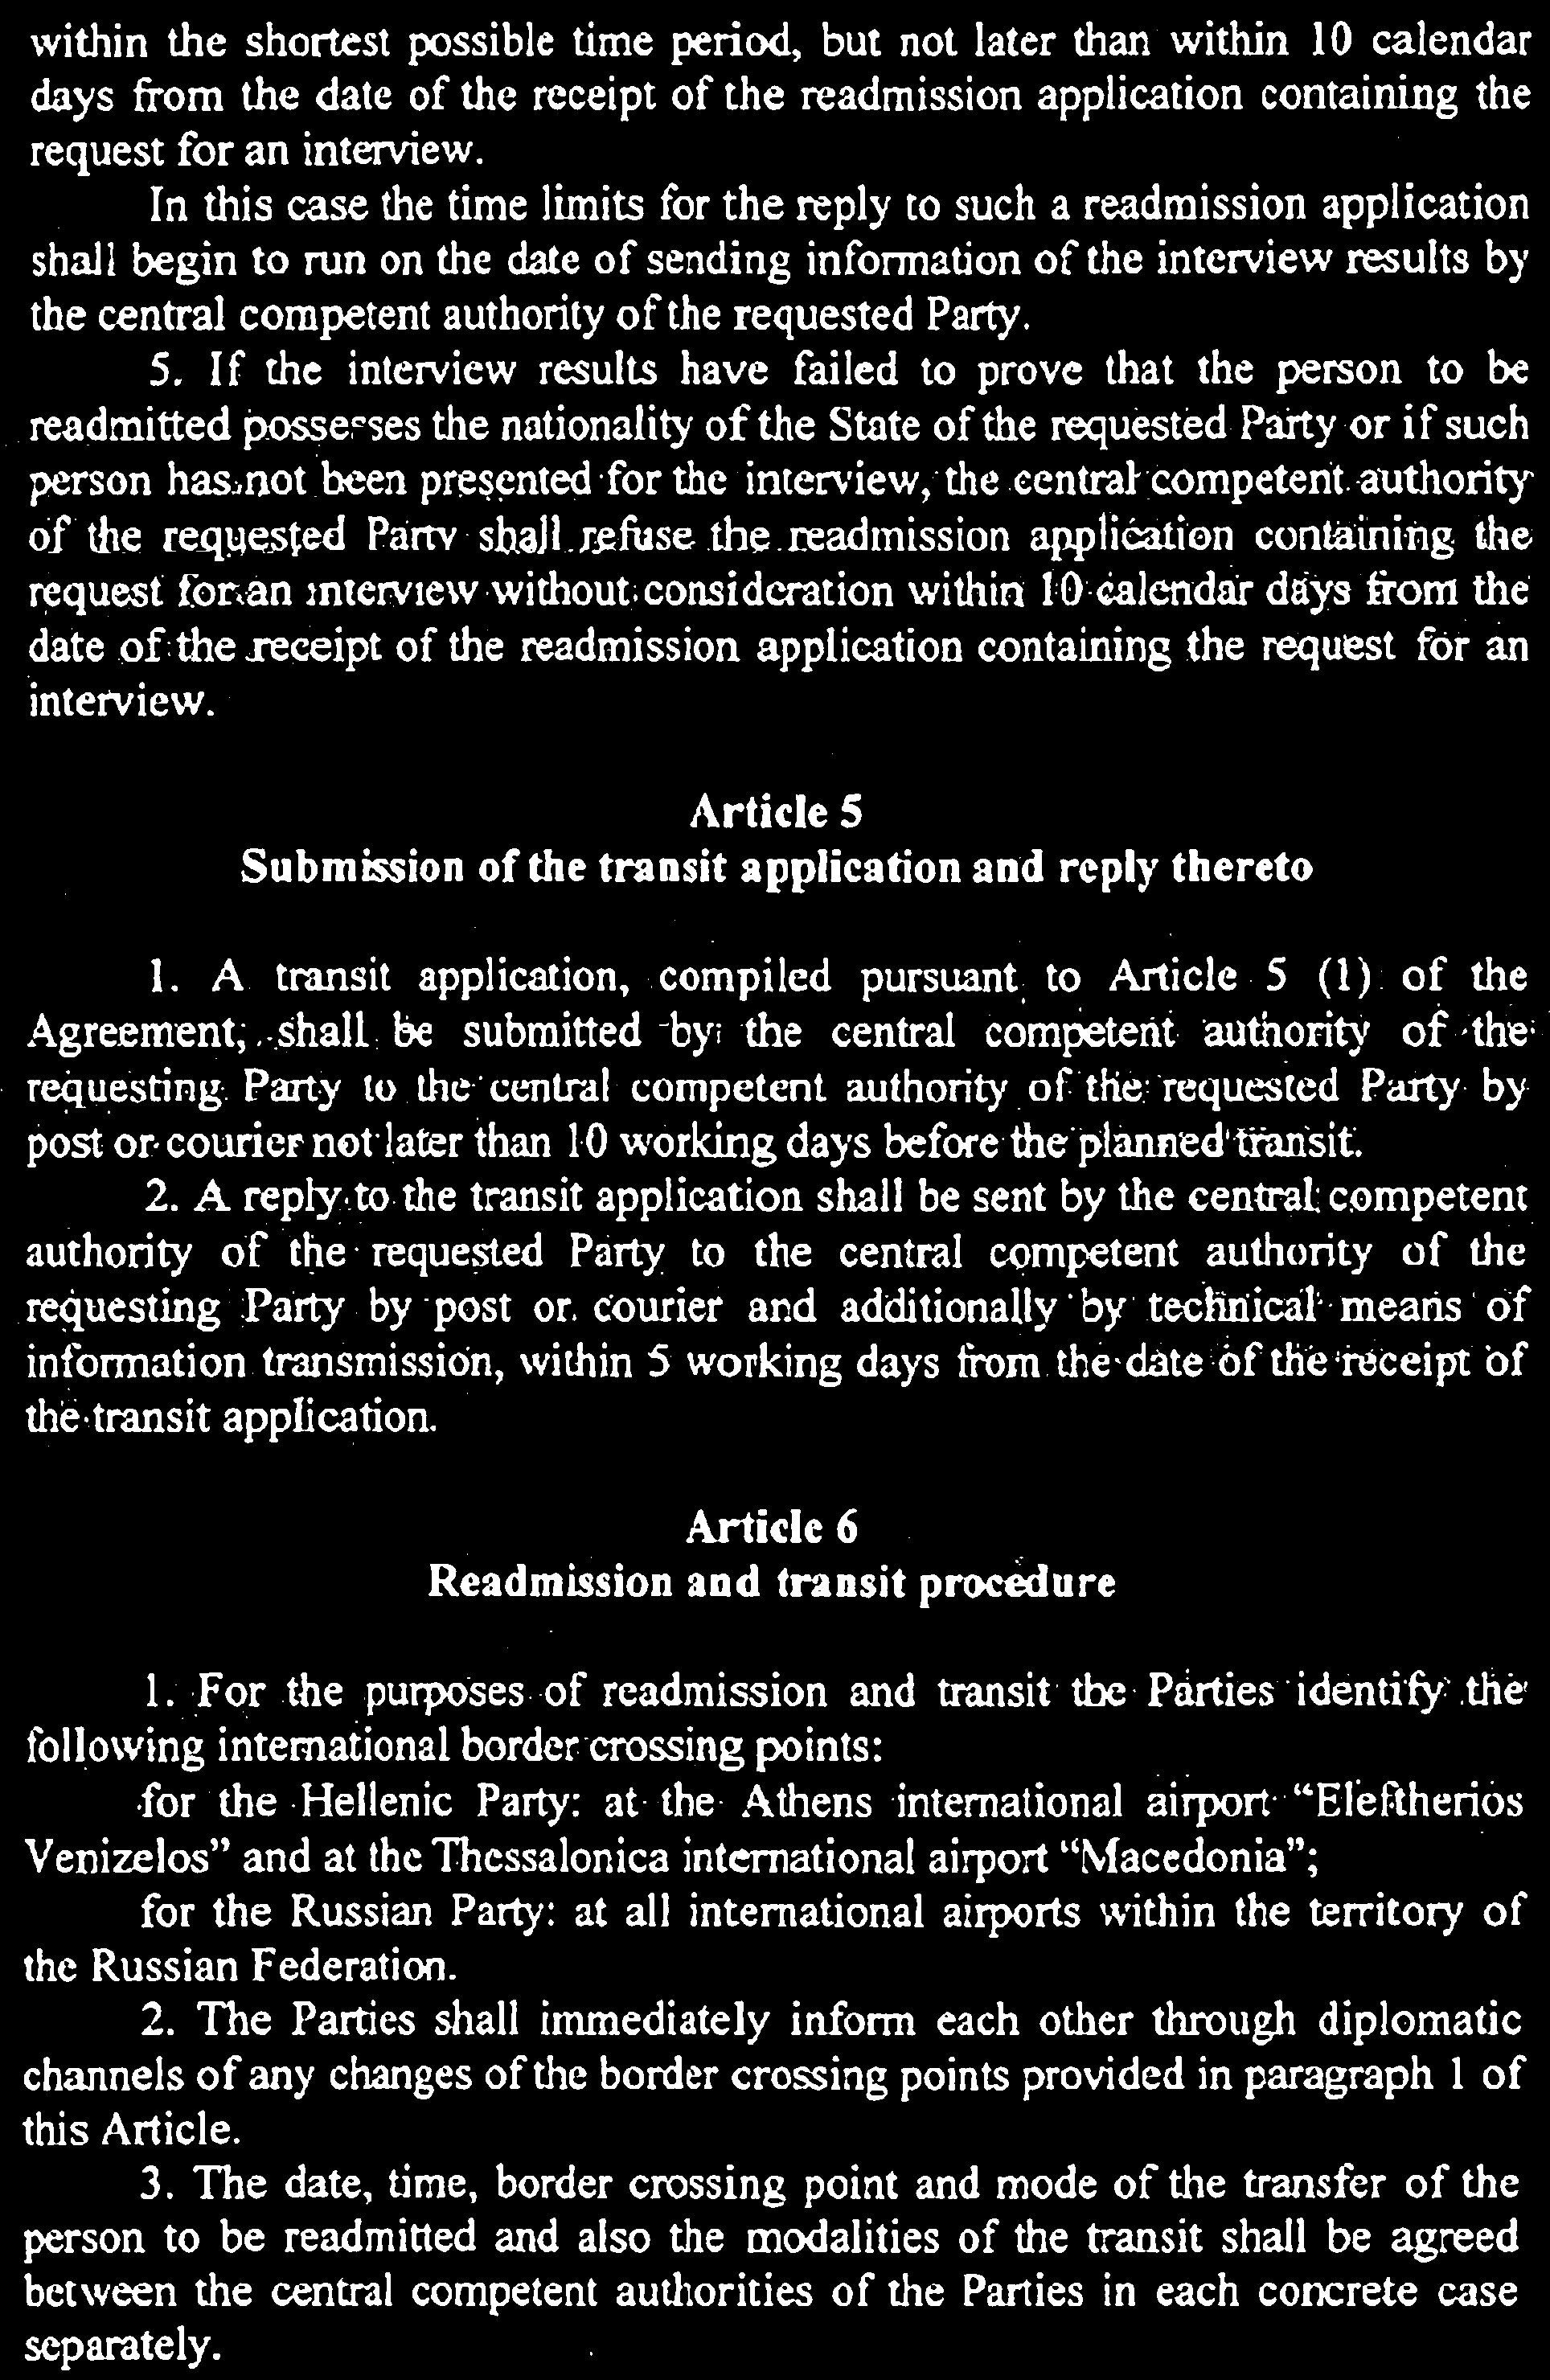 within the shortest possible time period, but not later than within 10 calendar
days from the date of the receipt of the readmission application containing the
request for an interview.
In this case the time limits for the reply to such a readmission application
shall begin to run on the date of sending information of the interview results by
the central competent authority of the requested Party.
5. If the interview results have failed to prove that the person to be
readmitted possesses the nationality of the State of the requested Party or if such
person has not been presented for the interview, the central competent authority
of the requested Party shall refuse the readmission application containing the
request for an interview without consideration within 10 calendar days from the
date of the receipt of the readmission application containing the request for an
interview.
Article 5
Submission of the transit application and reply thereto
1. A transit application, compiled pursuant to Article 5 (1) of the
Agreement, shall be submitted by the central competent authority of the
requesting Party to the central competent authority of the requested Party by
post or courier not later than 10 working days before the planned transit.
2. A reply to the transit application shall be sent by the central competent
authority of the requested Party to the central competent authority of the
requesting Party by post or courier and additionally by technical means of
information transmission, within 5 working days from the date of the receipt of
the transit application.
Article 6
Readmission and transit procedure
1. For the purposes of readmission and transit the Parties identify the
following international border crossing points:
for the Hellenic Party: at the Athens international airport “Eleftherios
Venizelos” and at the Thessalonica international airport “Macedonia”;
for the Russian Party: at all international airports within the territory of
the Russian Federation.
2. The Parties shall immediately inform each other through diplomatic
channels of any changes of the border crossing points provided in paragraph 1 of
this Article.
3. The date, time, border crossing point and mode of the transfer of the
person to be readmitted and also the modalities of the transit shall be agreed
between the central competent authorities of the Parties in each concrete case
separately.